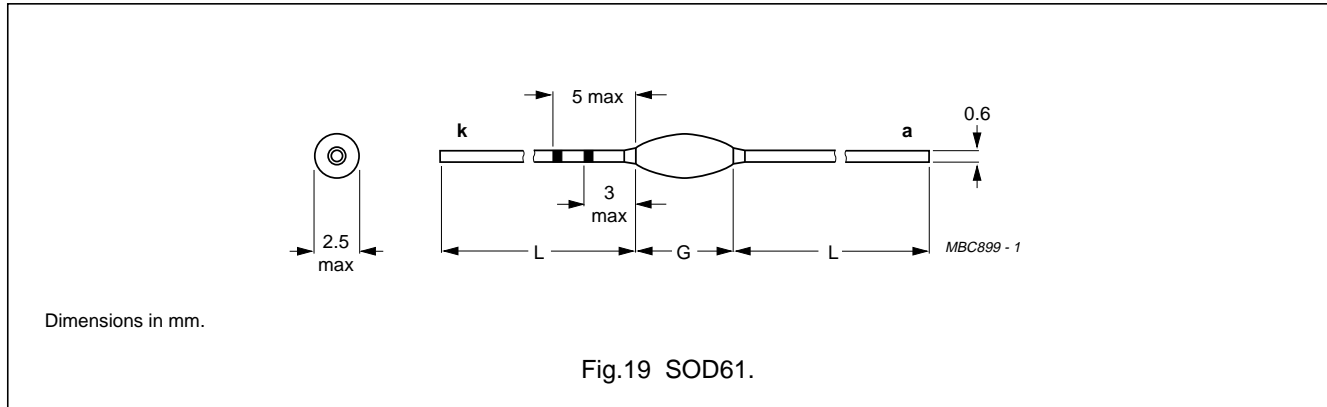 5 max
0.6
k
a
3
max
2.5
max
L
G
L
MBC899 - 1
Dimensions in mm.
Fig.19 SOD61.